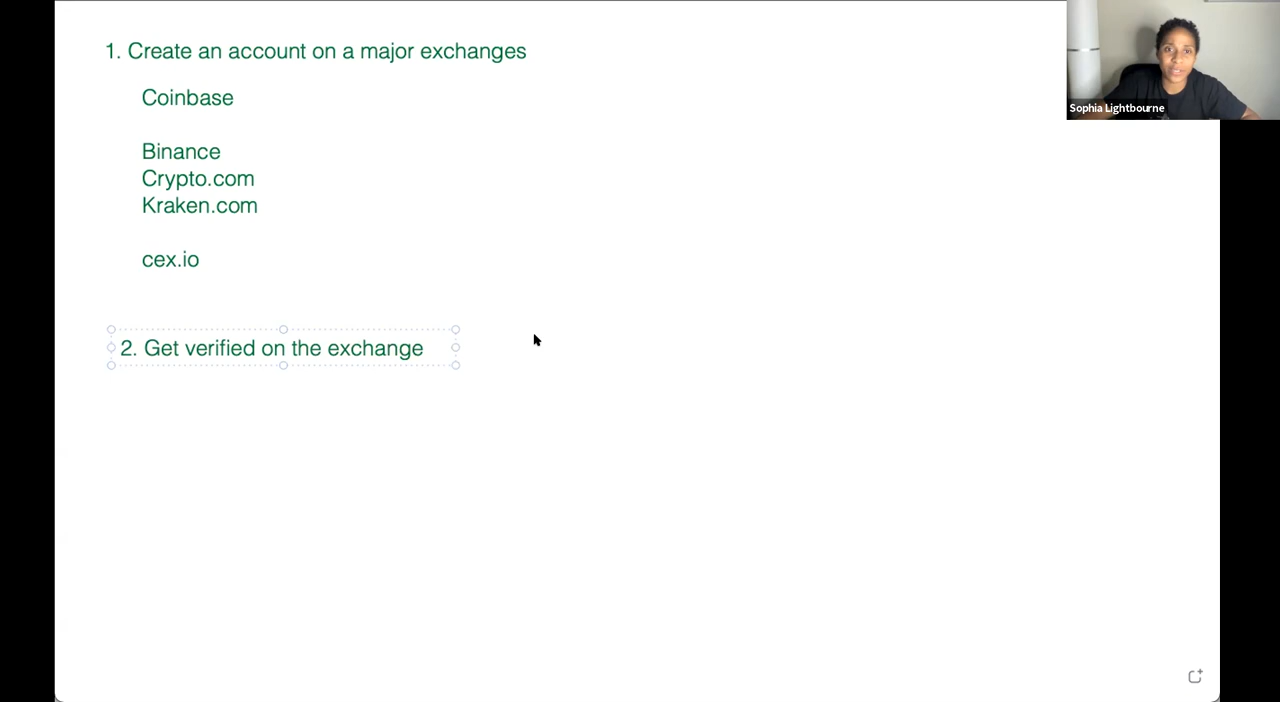 1. Create an account on a major exchanges
Coinbase
Binance
Crypto.com
Kraken.com
cex.io
2. Get verified on the exchange
Sophia Lightbourne